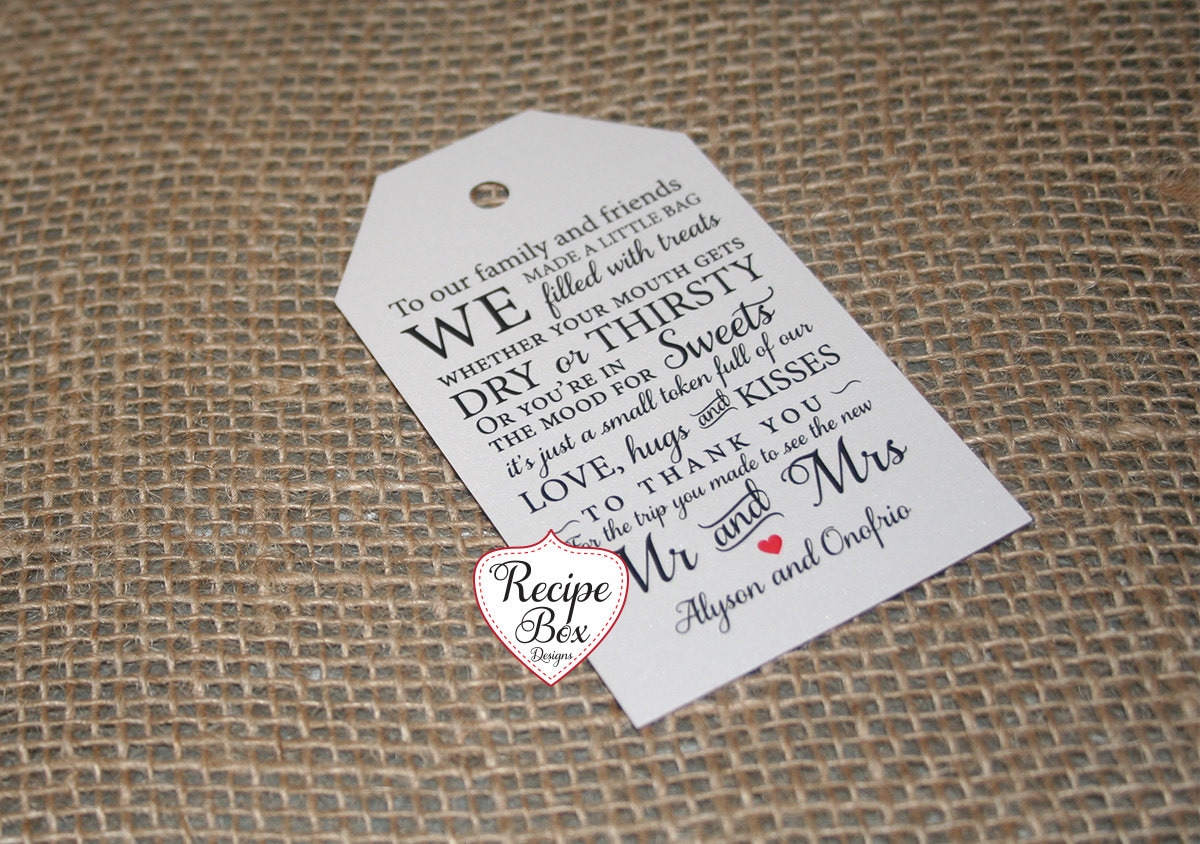 To our family and friends
WE MADE A LITTLE BAG
filled with treats
WHETHER YOUR MOUTH GETS
DRY or THIRSTY
OR YOU'RE IN
THE MOOD FOR Sweets
it's just a small token full of our
LOVE, hugs and KISSES
TO THANK YOU
For the trip you made to see the new
Mr and Mrs
Alyson and Onofrio
Recipe
Box
Designs